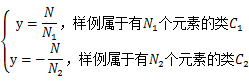 y = N/N₁, 样例属于有N₁个元素的类C₁
y = −N/N₂, 样例属于有N₂个元素的类C₂